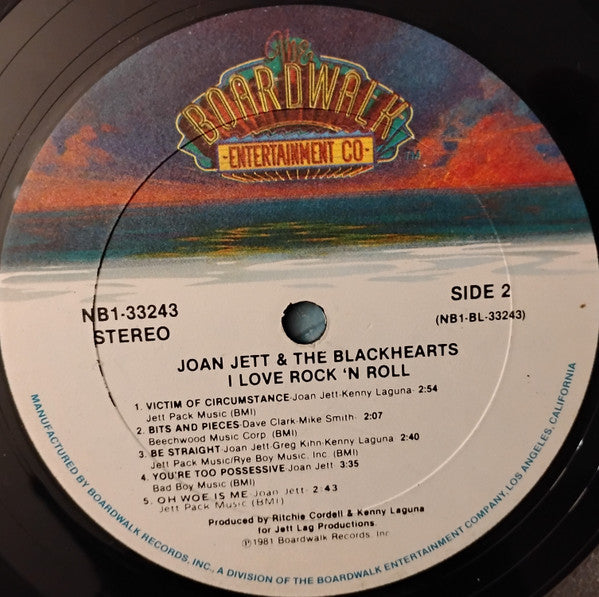 The
BOARDWALK
-ENTERTAINMENT CO-
TM
NB1-33243
STEREO
SIDE 2
(NB1-BL-33243)
JOAN JETT & THE BLACKHEARTS
I LOVE ROCK 'N ROLL
1. VICTIM OF CIRCUMSTANCE-Joan Jett-Kenny Laguna- 2:54
Jett Pack Music (BMI)
2. BITS AND PIECES-Dave Clark-Mike Smith- 2:07
Beechwood Music Corp. (BMI)
3. BE STRAIGHT-Joan Jett-Greg Kihn-Kenny Laguna- 2:40
Jett Pack Music/Rye Boy Music, Inc. (BMI)
4. YOU'RE TOO POSSESSIVE-Joan Jett- 3:35
Bad Boy Music (BMI)
5. OH WOE IS ME-Joan Jett- 2:43
Jett Pack Music (BMI)
Produced by Ritchie Cordell & Kenny Laguna
for Jett Lag Productions.
℗1981 Boardwalk Records, Inc
MANUFACTURED BY BOARDWALK RECORDS, INC., A DIVISION OF THE BOARDWALK ENTERTAINMENT COMPANY, LOS ANGELES, CALIFORNIA